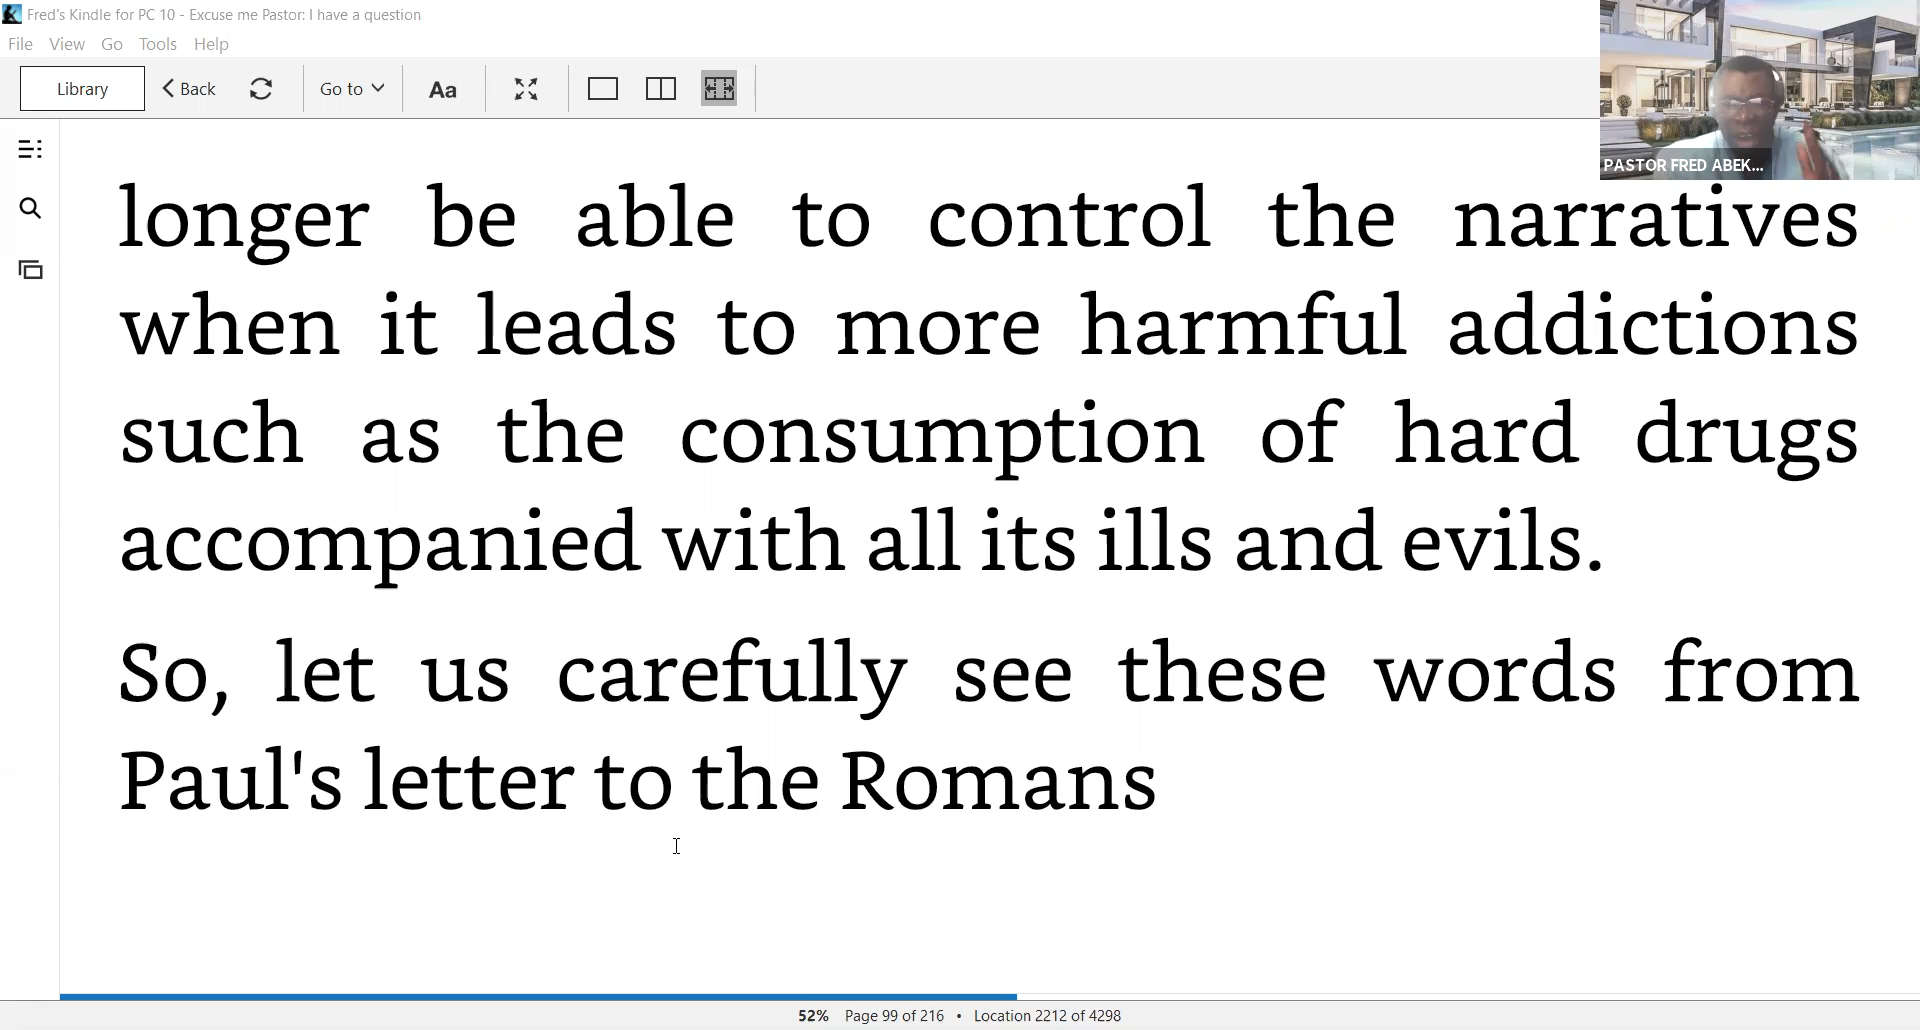 Fred's Kindle for PC 10 - Excuse me Pastor: I have a question
File View Go Tools Help
Library Back Go to Aa
PASTOR FRED ABEK...
longer be able to control the narratives
when it leads to more harmful addictions
such as the consumption of hard drugs
accompanied with all its ills and evils.
So, let us carefully see these words from
Paul's letter to the Romans
52% Page 99 of 216 • Location 2212 of 4298